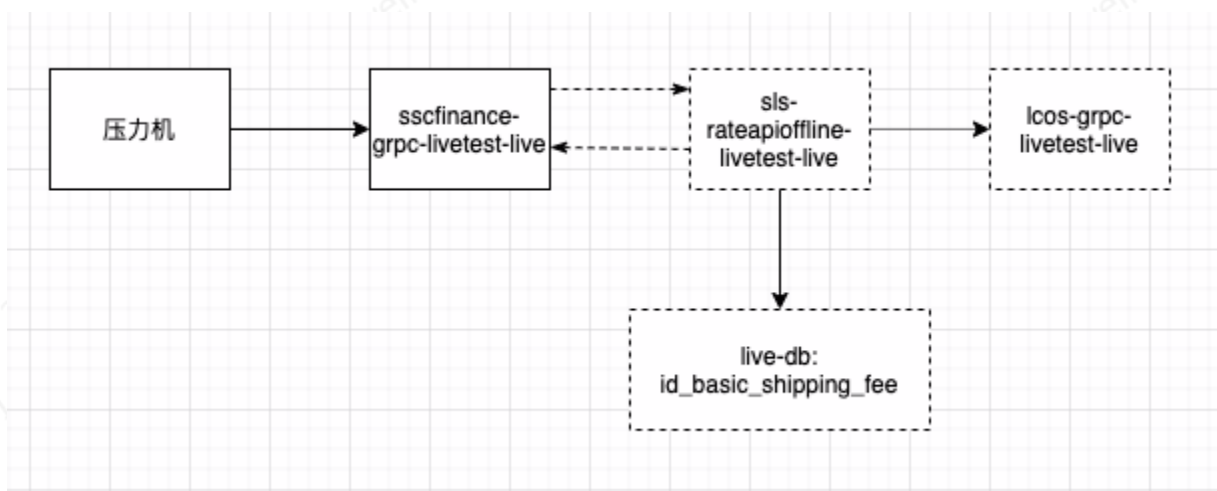 压力机
sscfinance-
grpc-livetest-live
sls-
rateapioffline-
livetest-live
lcos-grpc-
livetest-live
live-db:
id_basic_shipping_fee